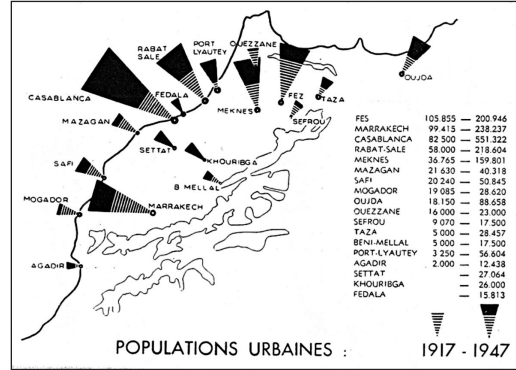 RABAT
SALE
PORT
LYAUTEY
OUEZZANE
OUJDA
CASABLANCA
FEDALA
MEKNES
FEZ
TAZA
MAZAGAN
SEFROU
SETTAT
KHOURIBGA
SAFI
B MELLAL
MOGADOR
MARRAKECH
AGADIR
FES 105.855 — 200.946
MARRAKECH 99.415 — 238.237
CASABLANCA 82 500 — 551.322
RABAT-SALE 58.000 — 218.604
MEKNES 36.765 — 159.801
MAZAGAN 21 630 — 40.318
SAFI 20 240 — 50.845
MOGADOR 19 085 — 28.620
OUJDA 18.150 — 88.658
OUEZZANE 16 000 — 23.000
SEFROU 9 070 — 17.500
TAZA 5 000 — 28.457
BENI-MELLAL 5 000 — 17.500
PORT-LYAUTEY 3 250 — 56.604
AGADIR 2.000 — 12.438
SETTAT — 27.064
KHOURIBGA — 26.000
FEDALA — 15.813
POPULATIONS URBAINES : 1917 - 1947